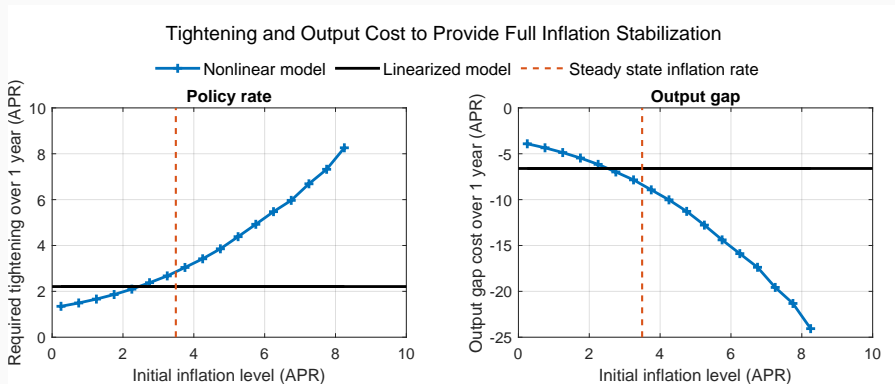 Tightening and Output Cost to Provide Full Inflation Stabilization
Nonlinear model Linearized model Steady state inflation rate
Policy rate
Required tightening over 1 year (APR)
10
8
6
4
2
0
0 2 4 6 8 10
Initial inflation level (APR)
Output gap
Output gap cost over 1 year (APR)
0
-5
-10
-15
-20
-25
0 2 4 6 8 10
Initial inflation level (APR)